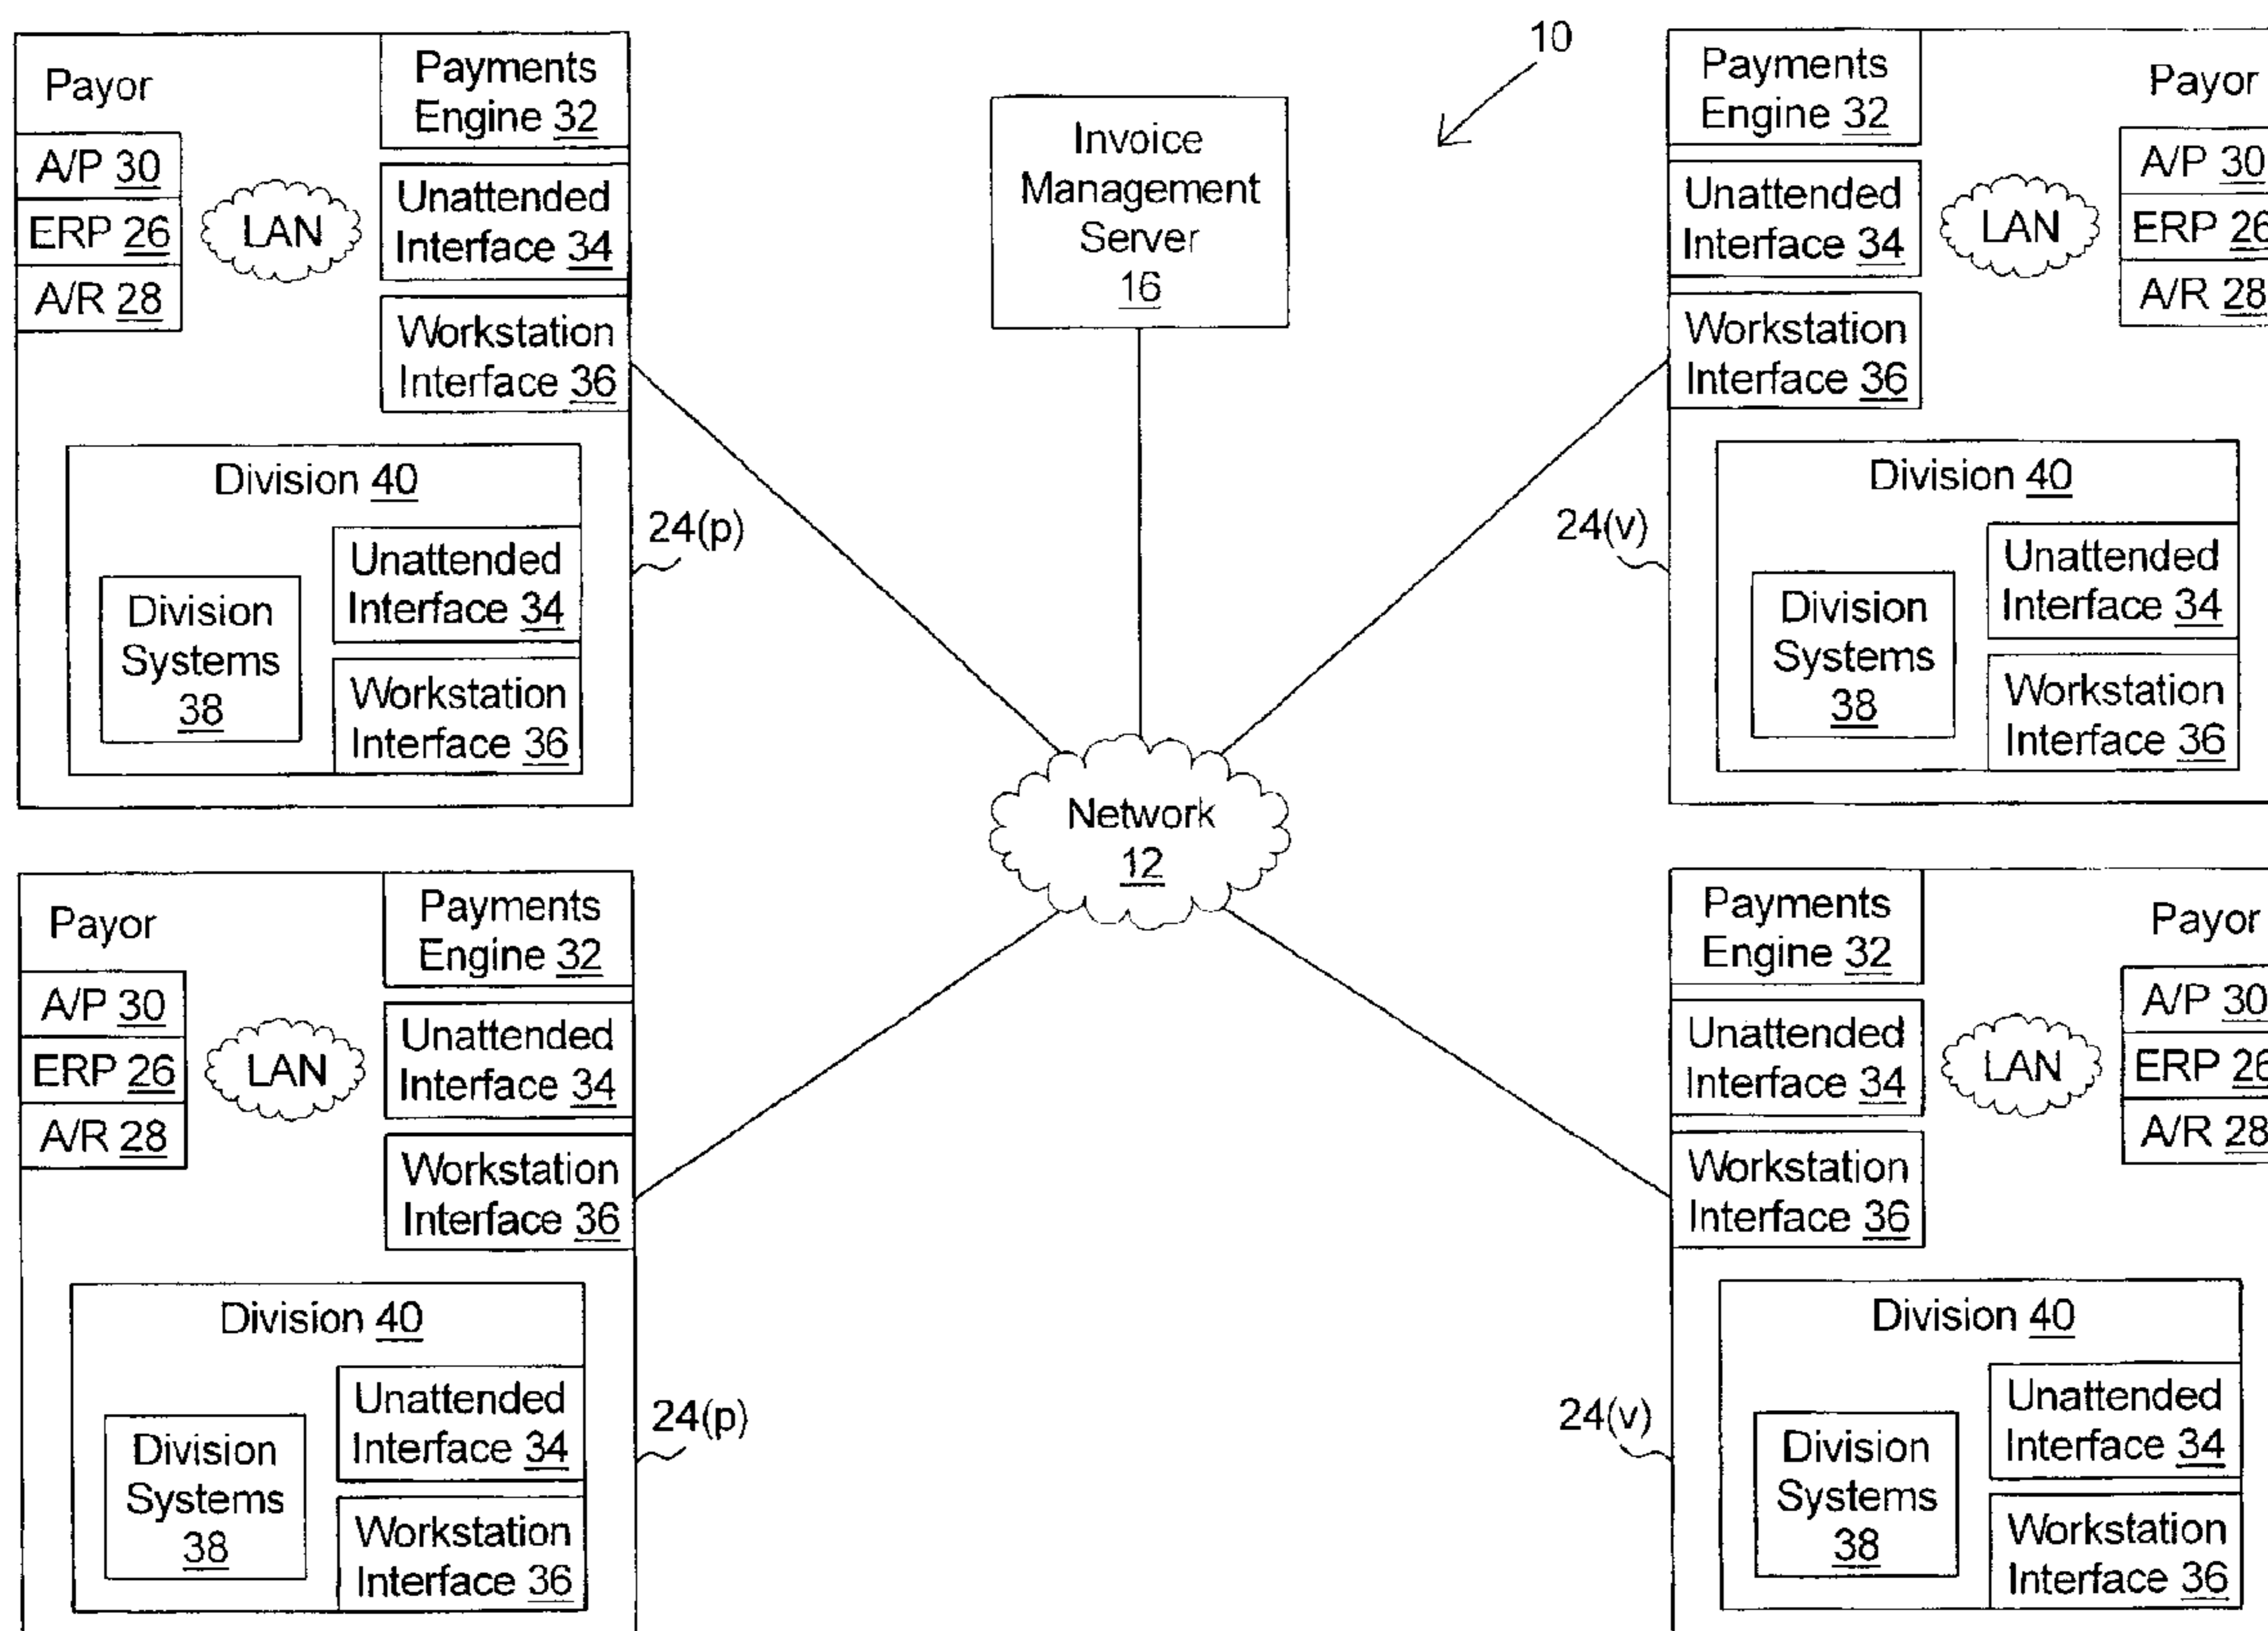 10
Payor
Payments
Engine 32
A/P 30
ERP 26
A/R 28
LAN
Unattended
Interface 34
Workstation
Interface 36
Division 40
Division
Systems
38
Unattended
Interface 34
Workstation
Interface 36
24(p)
Invoice
Management
Server
16
Payments
Engine 32
Payor
Unattended
Interface 34
LAN
A/P 30
ERP 26
A/R 28
Workstation
Interface 36
24(v)
Division 40
Division
Systems
38
Unattended
Interface 34
Workstation
Interface 36
Network
12
Payor
Payments
Engine 32
A/P 30
ERP 26
A/R 28
LAN
Unattended
Interface 34
Workstation
Interface 36
Division 40
Division
Systems
38
Unattended
Interface 34
Workstation
Interface 36
24(p)
Payments
Engine 32
Payor
Unattended
Interface 34
LAN
A/P 30
ERP 26
A/R 28
Workstation
Interface 36
24(v)
Division 40
Division
Systems
38
Unattended
Interface 34
Workstation
Interface 36